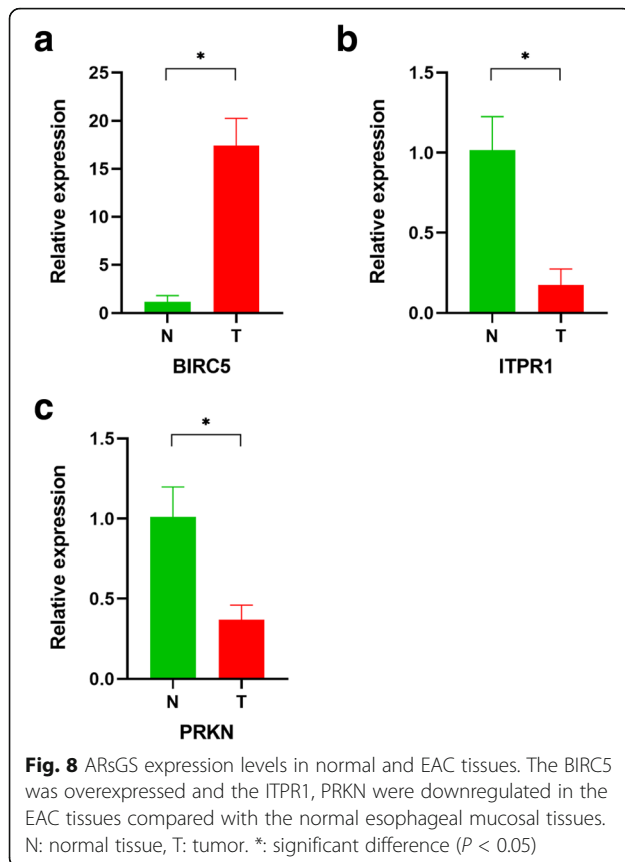 a
*
Relative expression
25
20
15
10
5
0
N T
BIRC5
b
*
Relative expression
1.5
1.0
0.5
0.0
N T
ITPR1
c
*
Relative expression
1.5
1.0
0.5
0.0
N T
PRKN
Fig. 8 ARsGS expression levels in normal and EAC tissues. The BIRC5
was overexpressed and the ITPR1, PRKN were downregulated in the
EAC tissues compared with the normal esophageal mucosal tissues.
N: normal tissue, T: tumor. *: significant difference (P < 0.05)